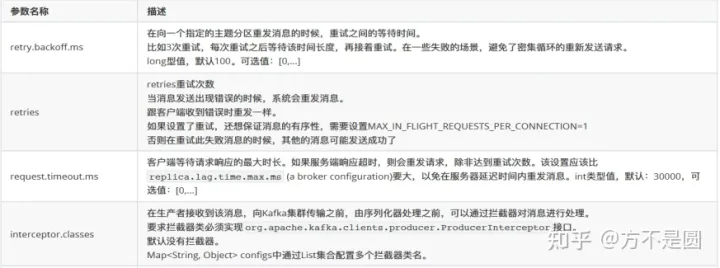 参数名称 描述
retry.backoff.ms
在向一个指定的主题分区重发消息的时候，重试之间的等待时间。
比如3次重试，每次重试之后等待该时间长度，再接着重试。在一些失败的场景，避免了密集循环的重新发送请求。
long型值，默认100。可选值：[0,...]
retries
retries重试次数
当消息发送出现错误的时候，系统会重发消息。
跟客户端收到错误时重发一样。
如果设置了重试，还想保证消息的有序性，需要设置MAX_IN_FLIGHT_REQUESTS_PER_CONNECTION=1
否则在重试此失败消息的时候，其他的消息可能发送成功了
request.timeout.ms
客户端等待请求响应的最大时长。如果服务端响应超时，则会重发请求，除非达到重试次数。该设置应该比
replica.lag.time.max.ms (a broker configuration)要大，以免在服务器延迟时间内重发消息。int类型值，默认：30000，可
选值：[0,...]
interceptor.classes
在生产者接收到该消息，向Kafka集群传输之前，由序列化器处理之前，可以通过拦截器对消息进行处理。
要求拦截器类必须实现 org.apache.kafka.clients.producer.ProducerInterceptor 接口。
默认没有拦截器。
Map<String, Object> configs中通过List集合配置多个拦截器类名。
知乎 @方不是圆